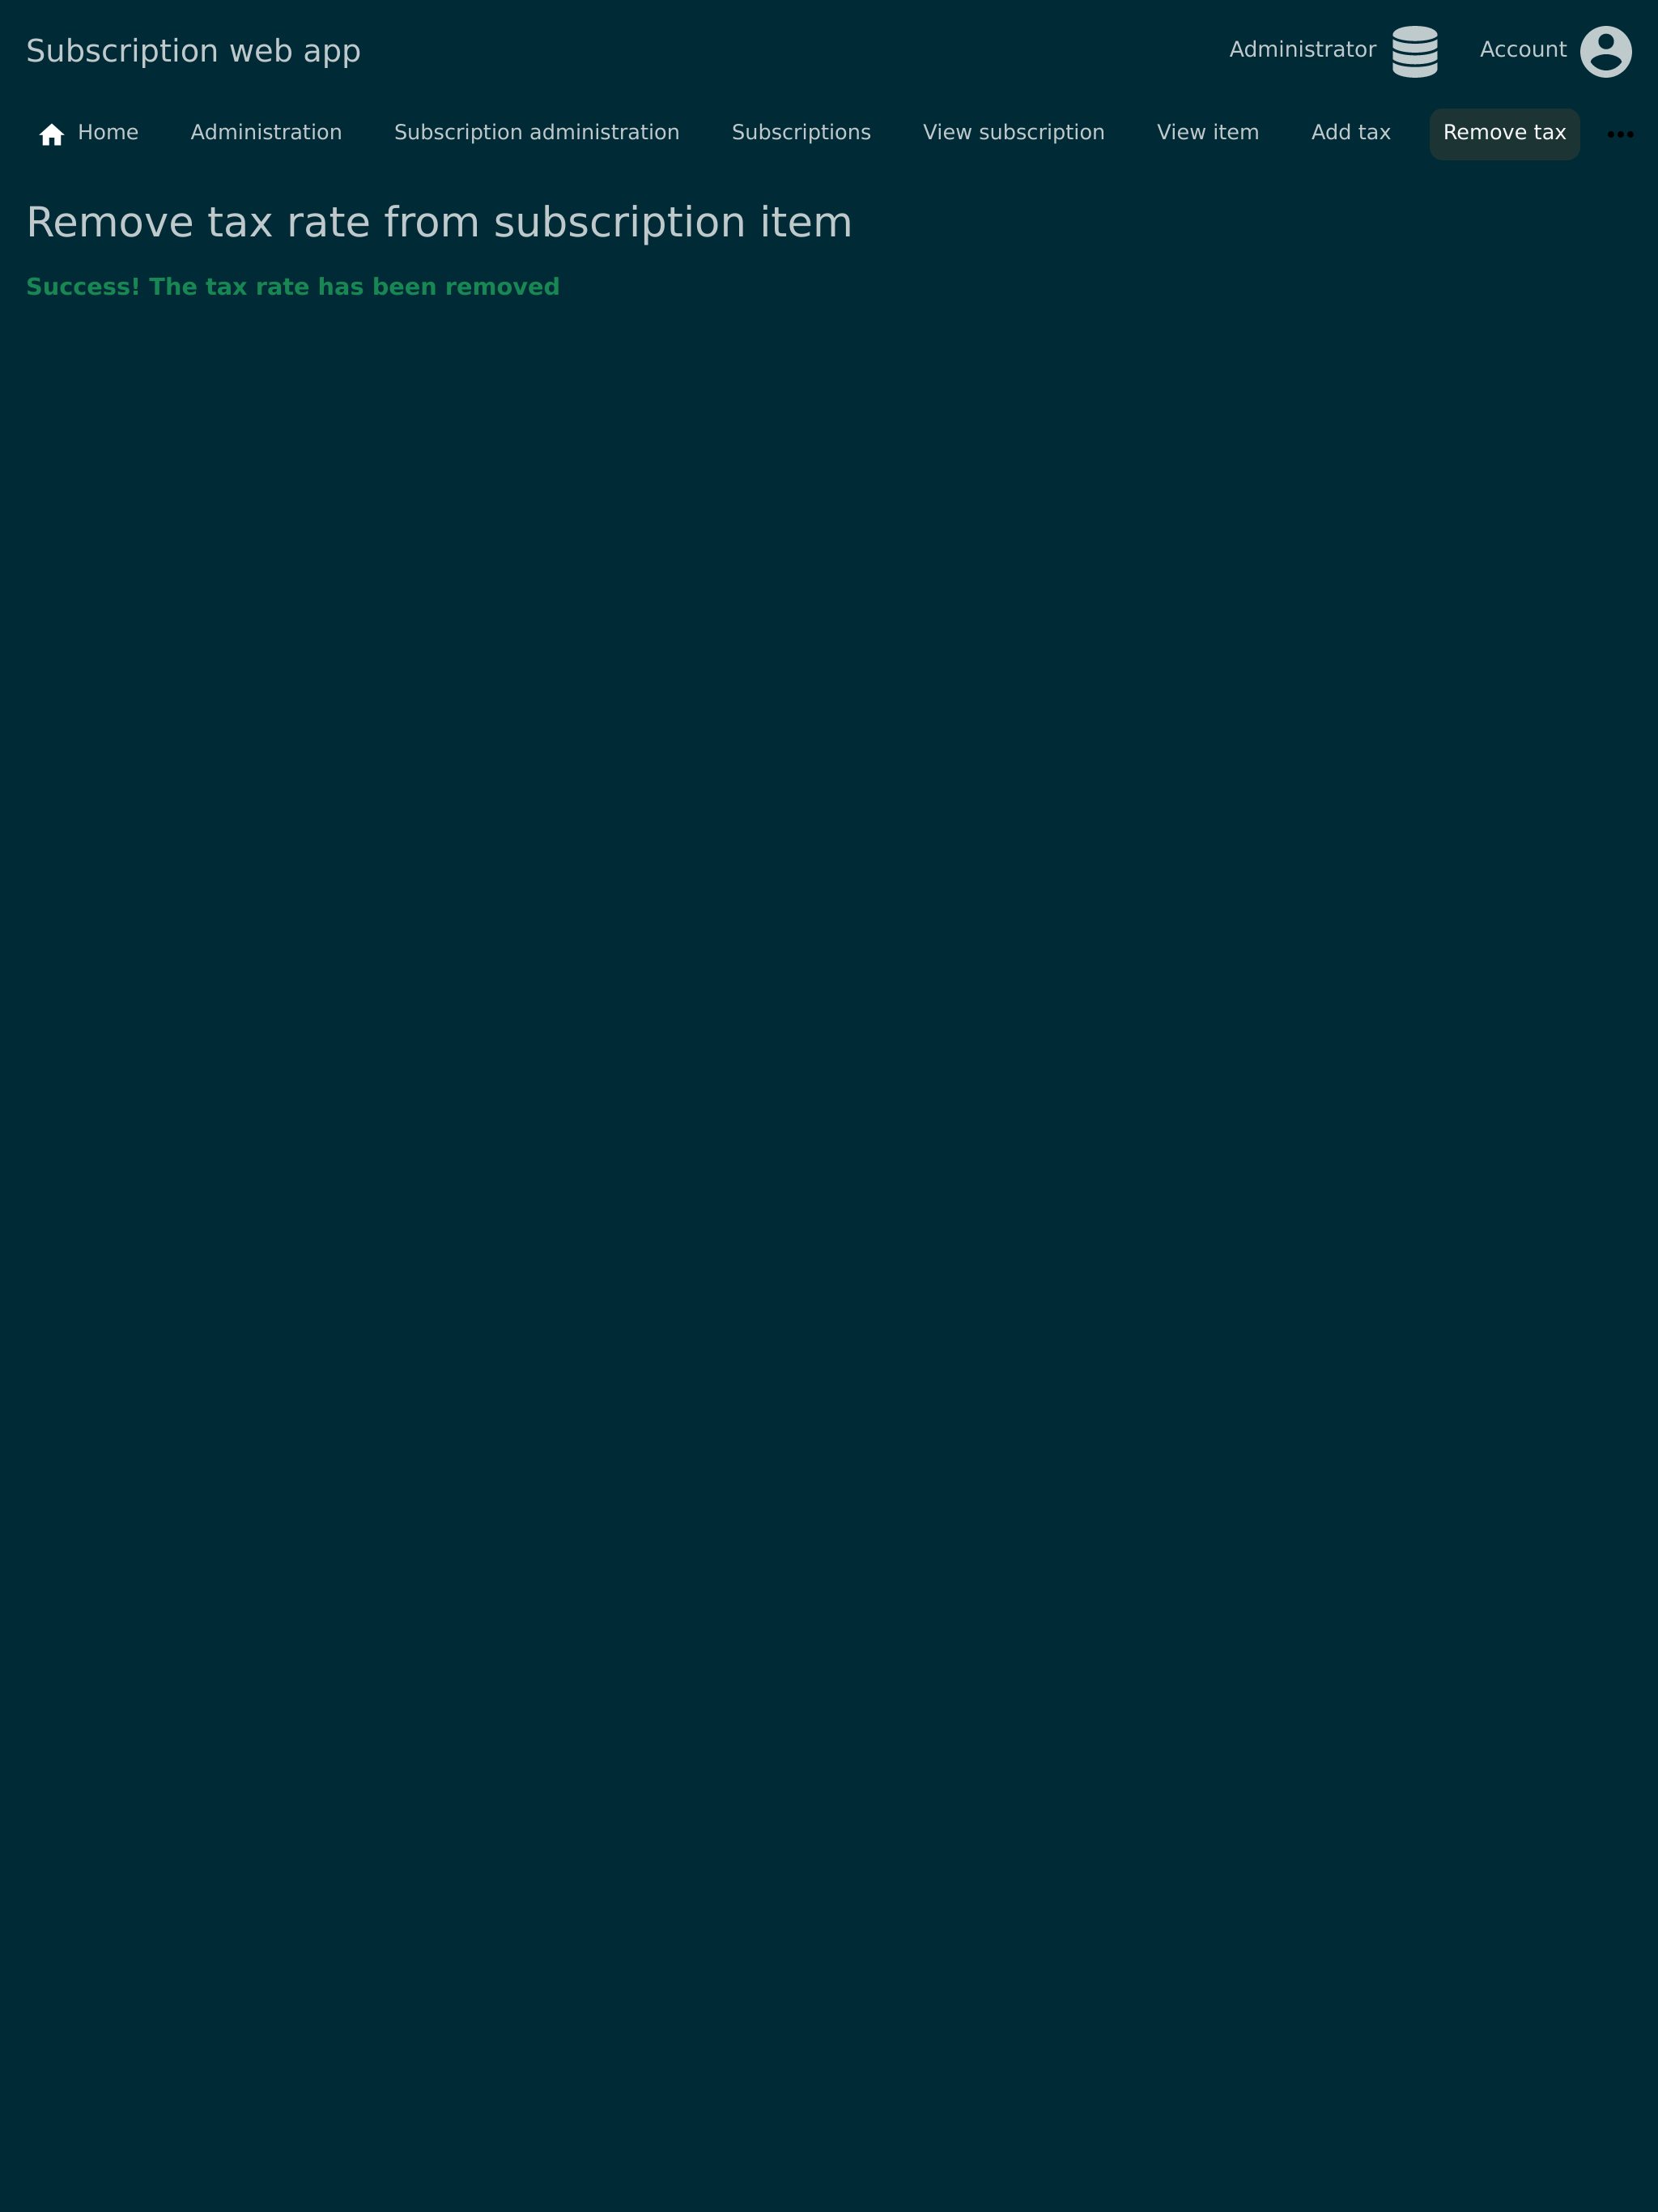 Subscription web app
Administrator
Account
Home
Administration
Subscription administration
Subscriptions
View subscription
View item
Add tax
Remove tax
Remove tax rate from subscription item
Success! The tax rate has been removed